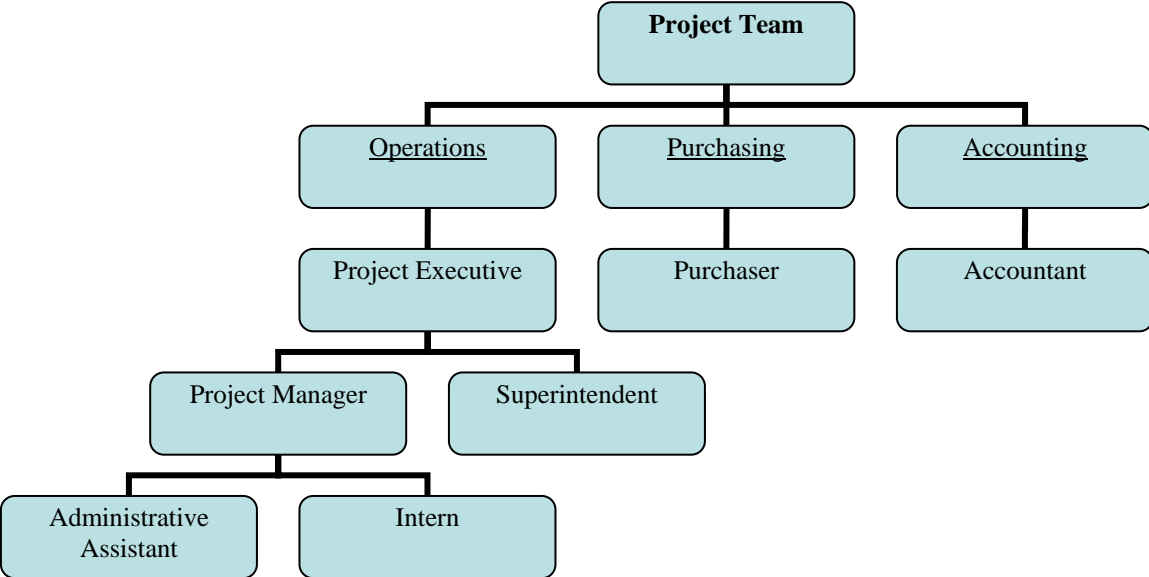 Project Team
Operations
Purchasing
Accounting
Project Executive
Purchaser
Accountant
Project Manager
Superintendent
Administrative
Assistant
Intern